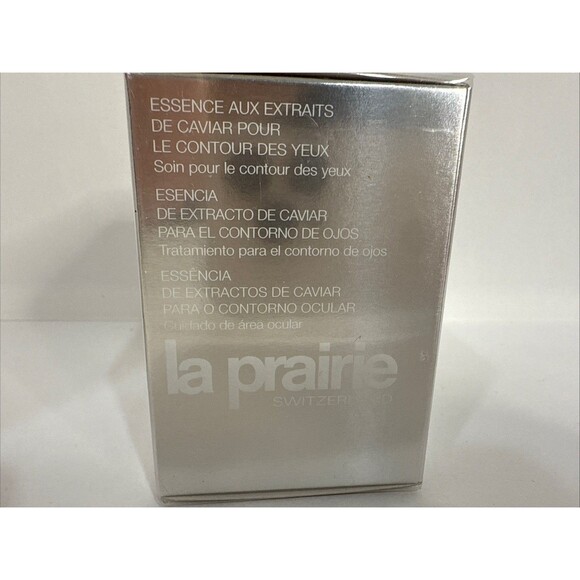 ESSENCE AUX EXTRAITS
DE CAVIAR POUR
LE CONTOUR DES YEUX
Soin pour le contour des yeux
ESENCIA
DE EXTRACTO DE CAVIAR
PARA EL CONTORNO DE OJOS
Tratamiento para el contorno de ojos
ESSÊNCIA
DE EXTRACTOS DE CAVIAR
PARA O CONTORNO OCULAR
Cuidado de área ocular
la prairie
SWITZERLAND